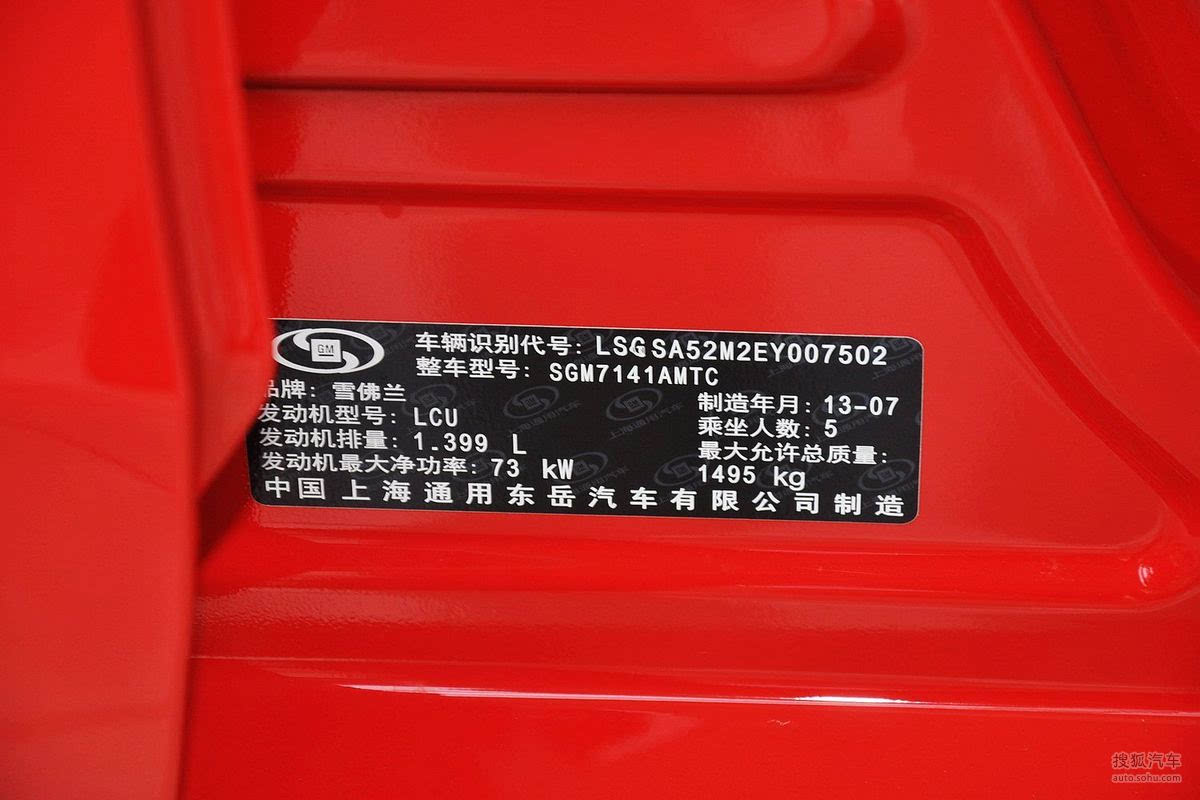 GM
车辆识别代号: LSGSA52M2EY007502
整车型号: SGM7141AMTC
品牌: 雪佛兰
发动机型号: LCU
制造年月: 13-07
发动机排量: 1.399 L
乘坐人数: 5
发动机最大净功率: 73 kW
最大允许总质量:
1495 kg
中国上海通用东岳汽车有限公司制造
搜狐汽车
auto.sohu.com